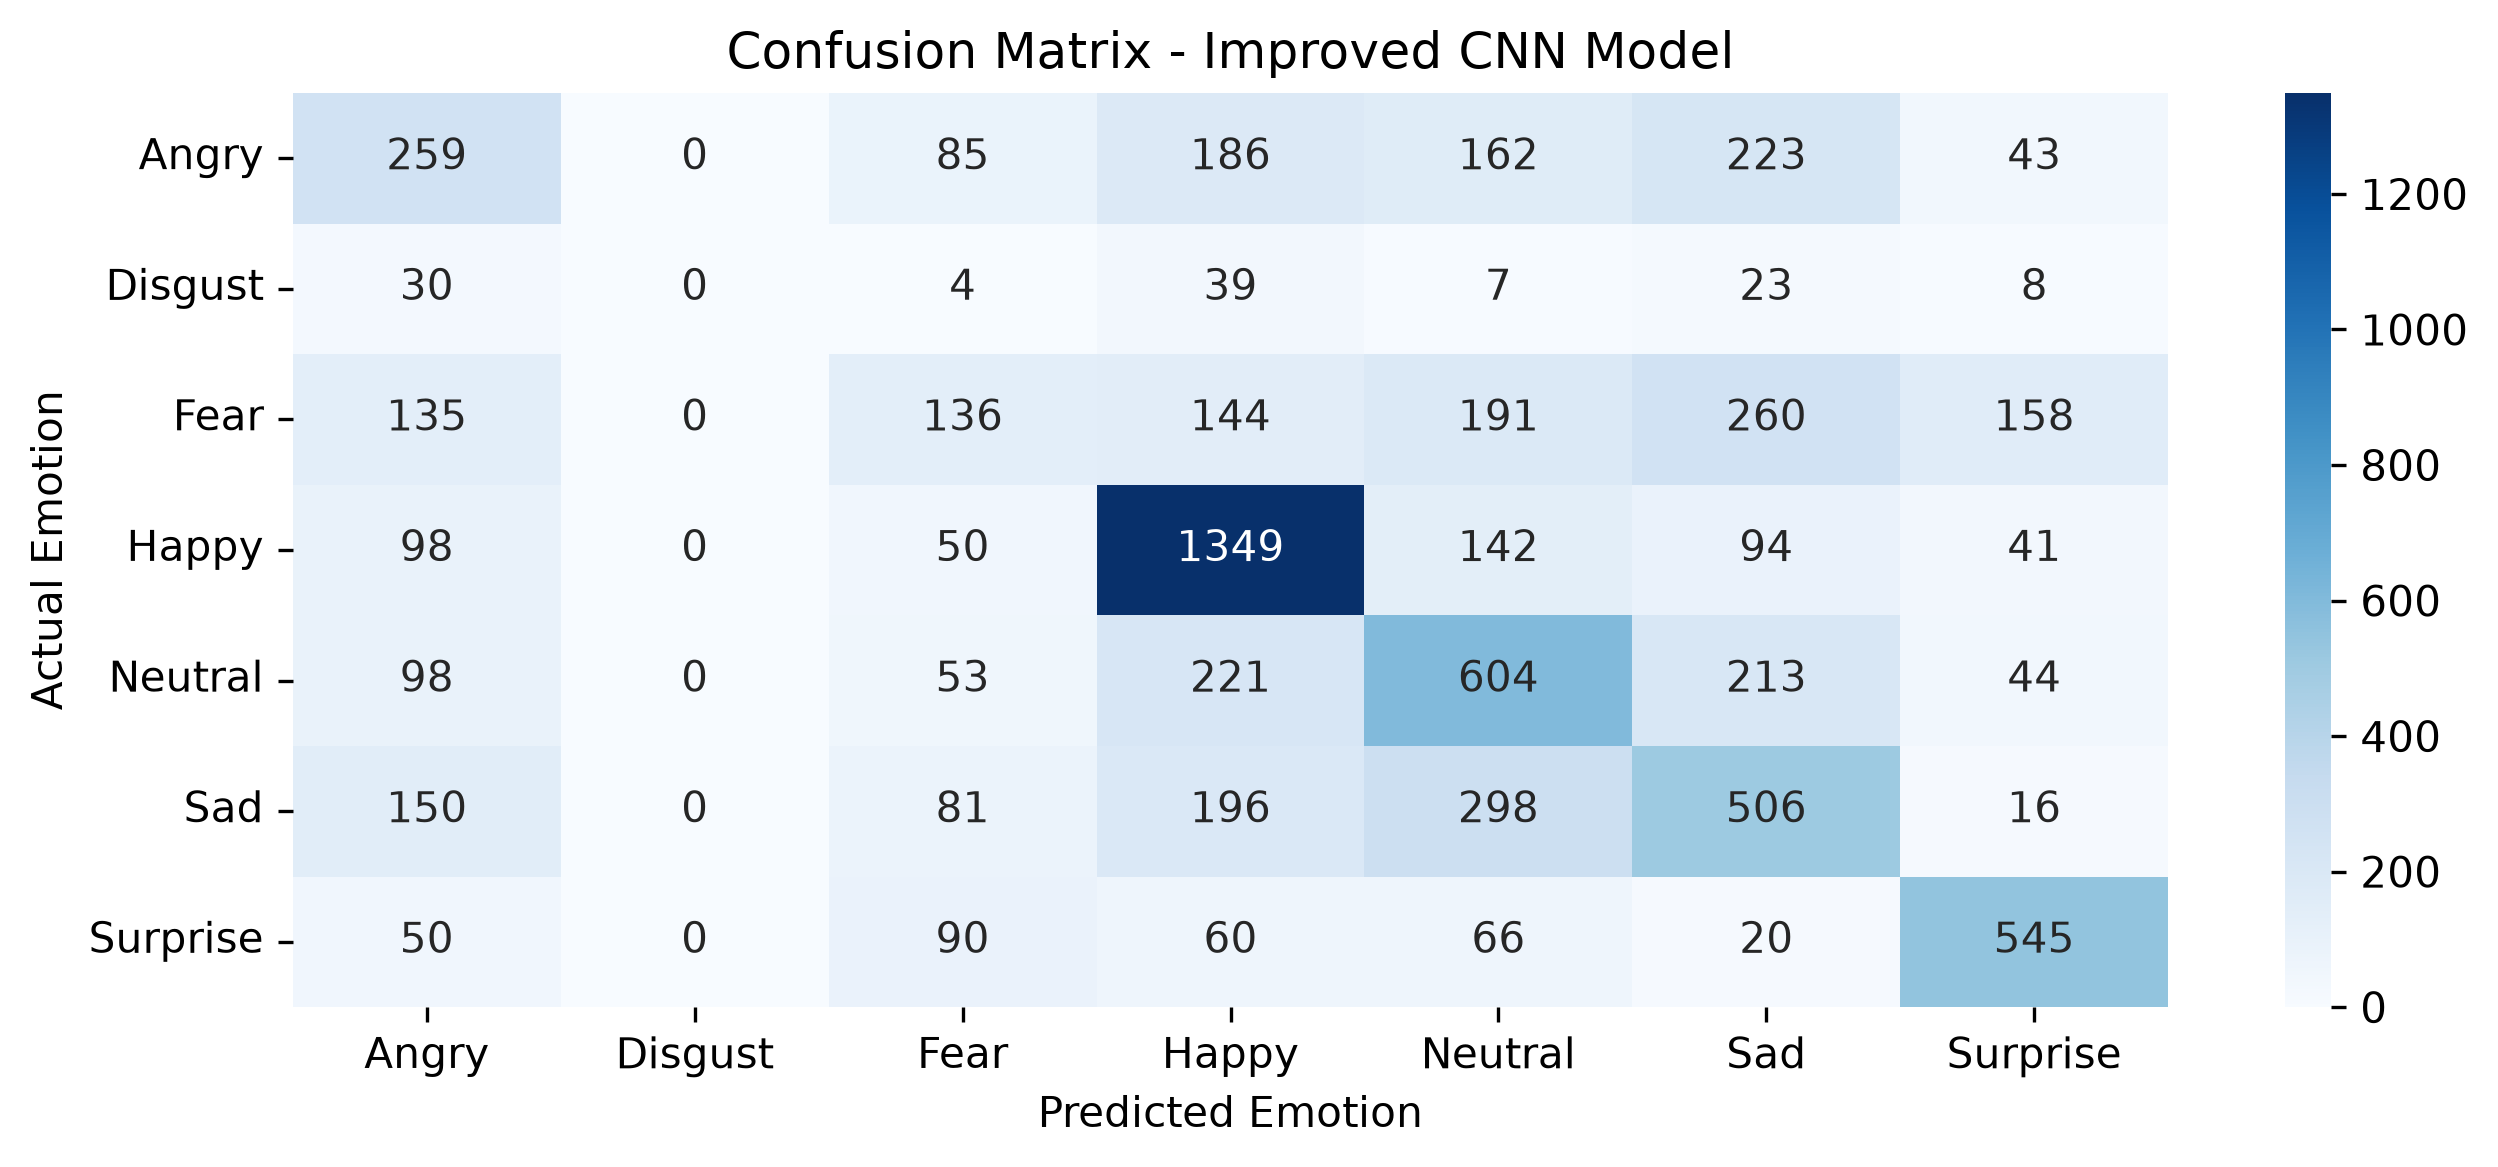 Confusion Matrix - Improved CNN Model
Actual Emotion
Angry 259 0 85 186 162 223 43
Disgust 30 0 4 39 7 23 8
Fear 135 0 136 144 191 260 158
Happy 98 0 50 1349 142 94 41
Neutral 98 0 53 221 604 213 44
Sad 150 0 81 196 298 506 16
Surprise 50 0 90 60 66 20 545
Angry Disgust Fear Happy Neutral Sad Surprise
Predicted Emotion
1200
1000
800
600
400
200
0